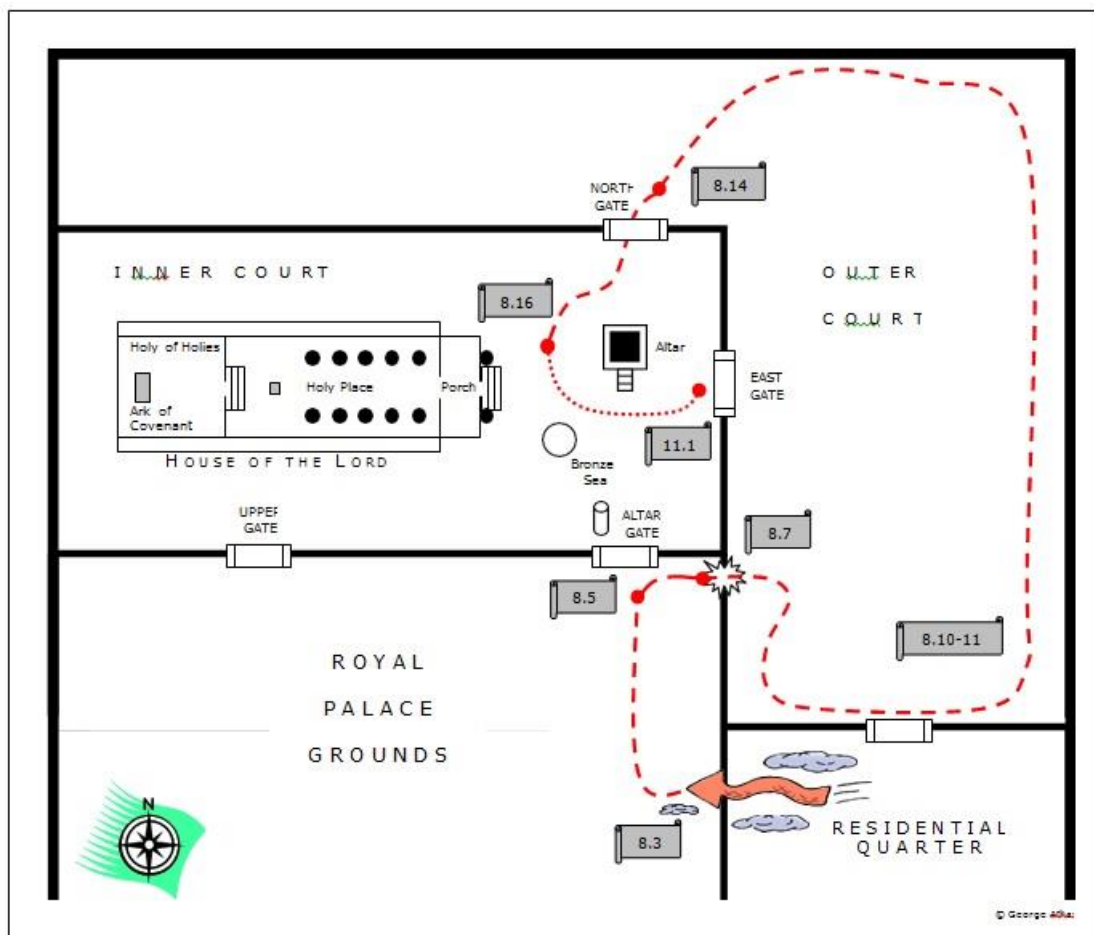 8.14
NORTH
GATE
INNER COURT
OUTER
COURT
8.16
Holy of Holies
Holy Place
Porch
Altar
Ark of
Covenant
EAST
GATE
11.1
HOUSE OF THE LORD
Bronze
Sea
UPPER
GATE
ALTAR
GATE
8.7
8.5
8.10-11
ROYAL
PALACE
GROUNDS
N
RESIDENTIAL
QUARTER
8.3
© George